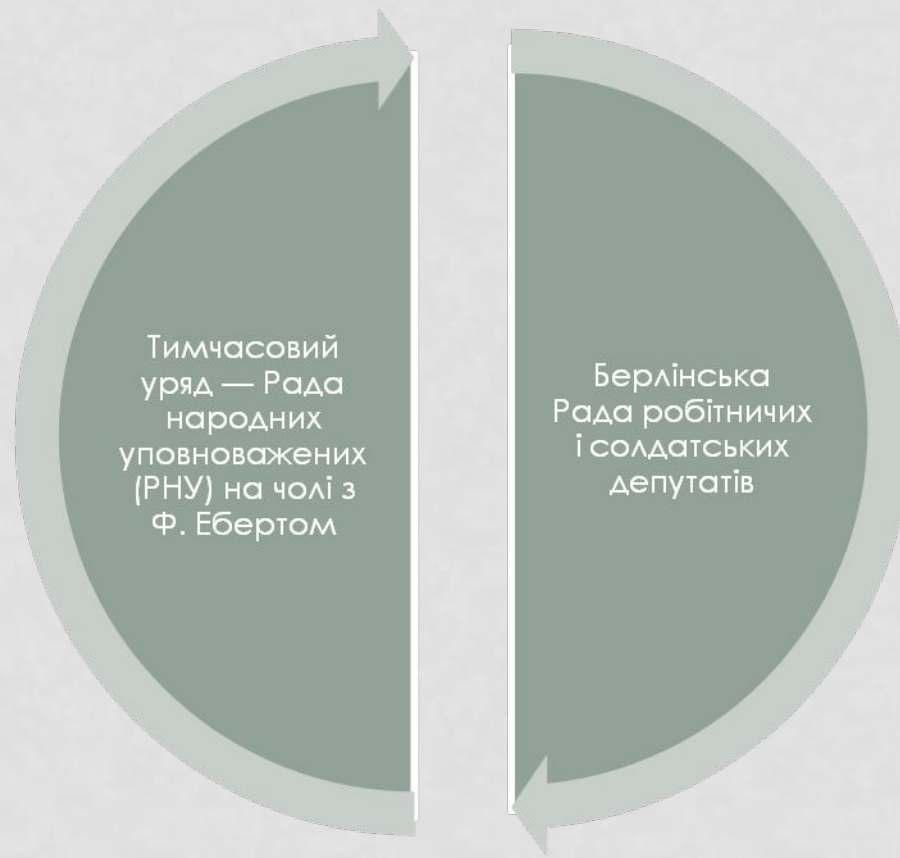 Тимчасовий
уряд — Рада
народних
уповноважених
(РНУ) на чолі з
Ф. Ебертом
Берлінська
Рада робітничих
і солдатських
депутатів